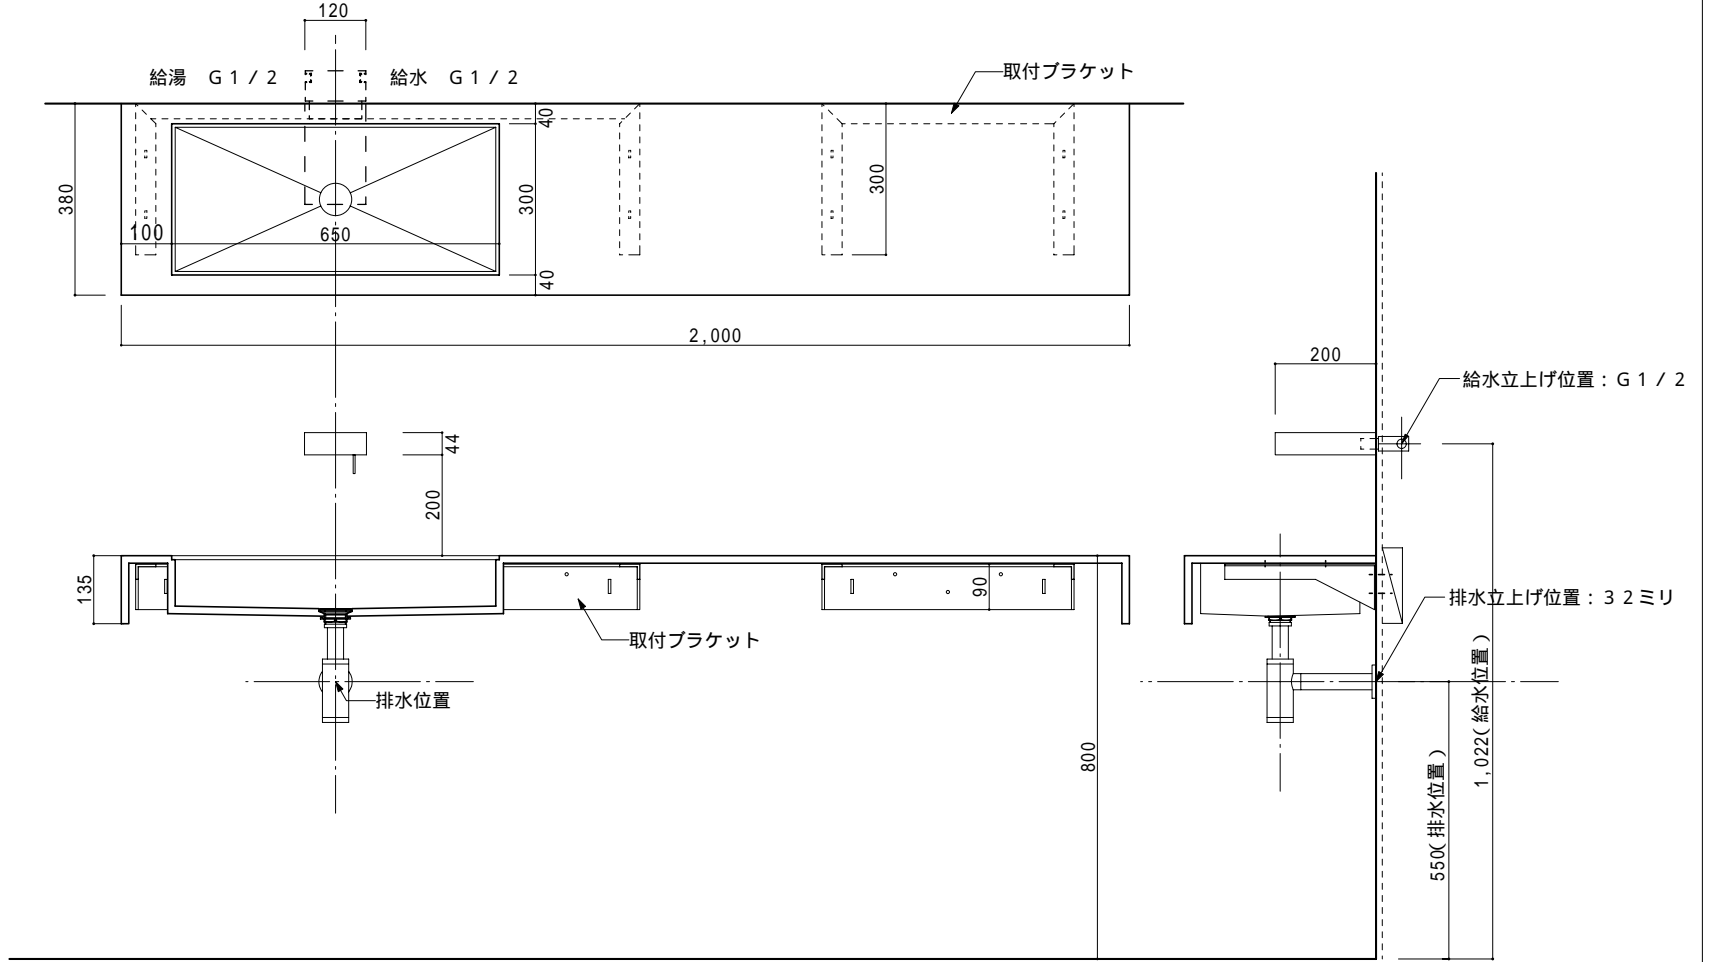 120
給湯　Ｇ１／２
給水　Ｇ１／２
取付ブラケット
40
380
300
300
100
650
40
2,000
200
給水立上げ位置：Ｇ１／２
44
200
135
90
排水立上げ位置：３２ミリ
取付ブラケット
排水位置
800
550(排水位置)
1,022(給水位置)